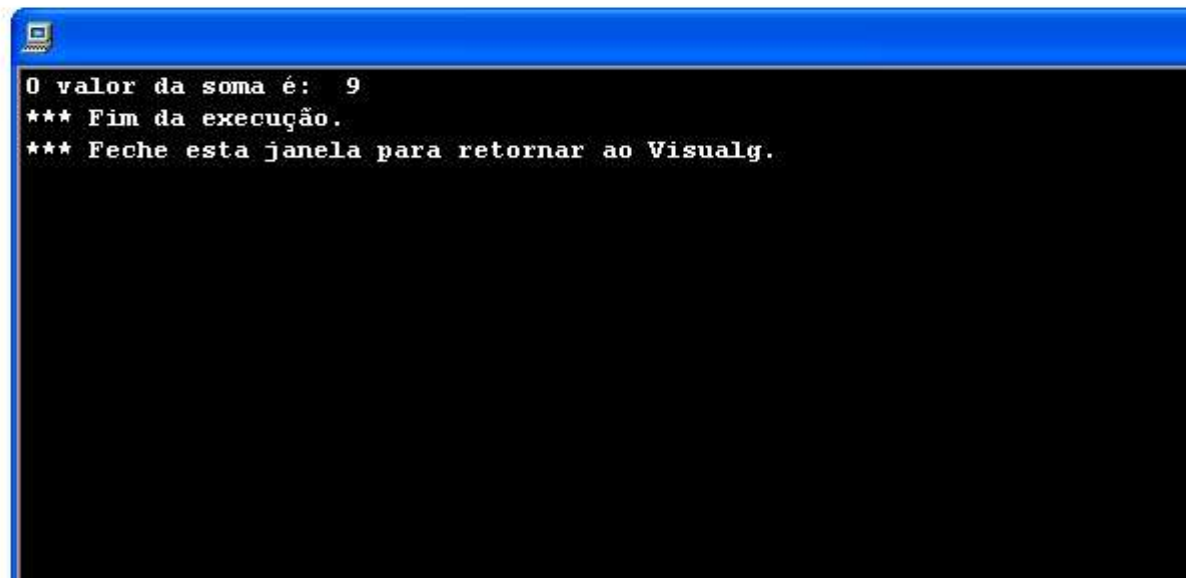 O valor da soma é:  9
*** Fim da execução.
*** Feche esta janela para retornar ao Visualg.